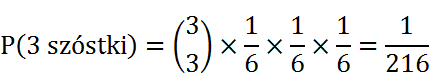 P(3 szóstki) = (3 3) × 1/6 × 1/6 × 1/6 = 1/216